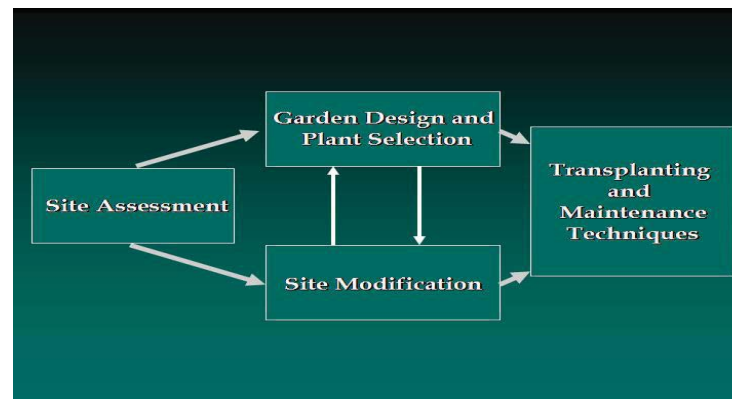 Site Assessment
Garden Design and
Plant Selection
Site Modification
Transplanting
and
Maintenance
Techniques